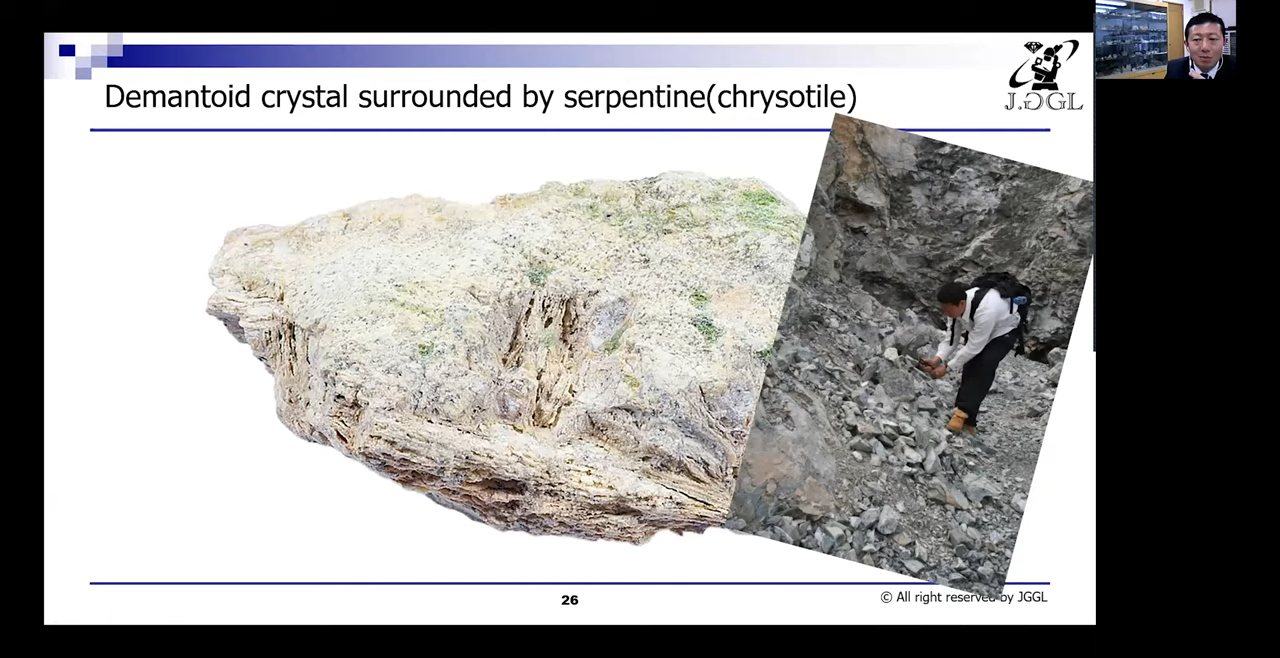 Demantoid crystal surrounded by serpentine(chrysotile)
J.GGL
26
© All right reserved by JGGL